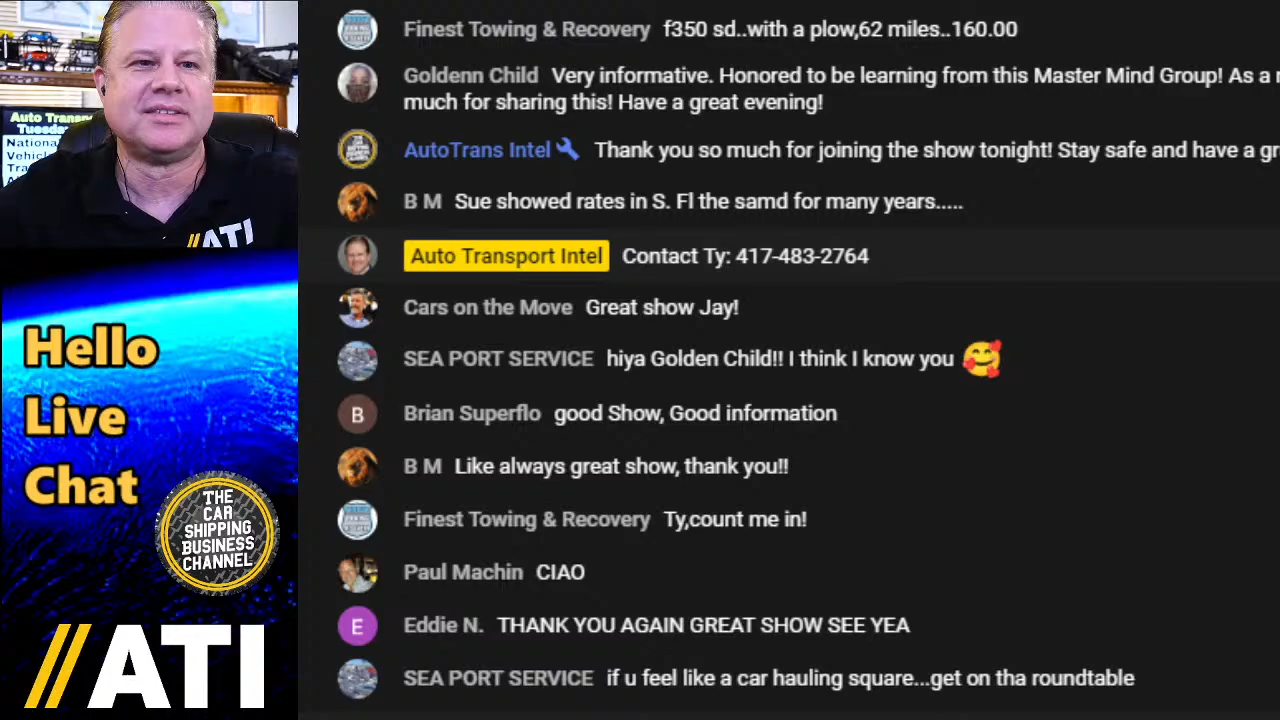 Auto Transp
Tuesda
National
Vehicle
Tra
//ATI
Hello
Live
Chat
THE
CAR
SHIPPING
BUSINESS
CHANNEL
//ATI
Finest Towing & Recovery f350 sd..with a plow,62 miles..160.00
Goldenn Child Very informative. Honored to be learning from this Master Mind Group! As a
much for sharing this! Have a great evening!
AutoTrans Intel Thank you so much for joining the show tonight! Stay safe and have a gr
B M Sue showed rates in S. Fl the samd for many years.....
Auto Transport Intel Contact Ty: 417-483-2764
Cars on the Move Great show Jay!
SEA PORT SERVICE hiya Golden Child!! I think I know you 🥰
B Brian Superflo good Show, Good information
B M Like always great show, thank you!!
Finest Towing & Recovery Ty,count me in!
Paul Machin CIAO
E Eddie N. THANK YOU AGAIN GREAT SHOW SEE YEA
SEA PORT SERVICE if u feel like a car hauling square...get on tha roundtable